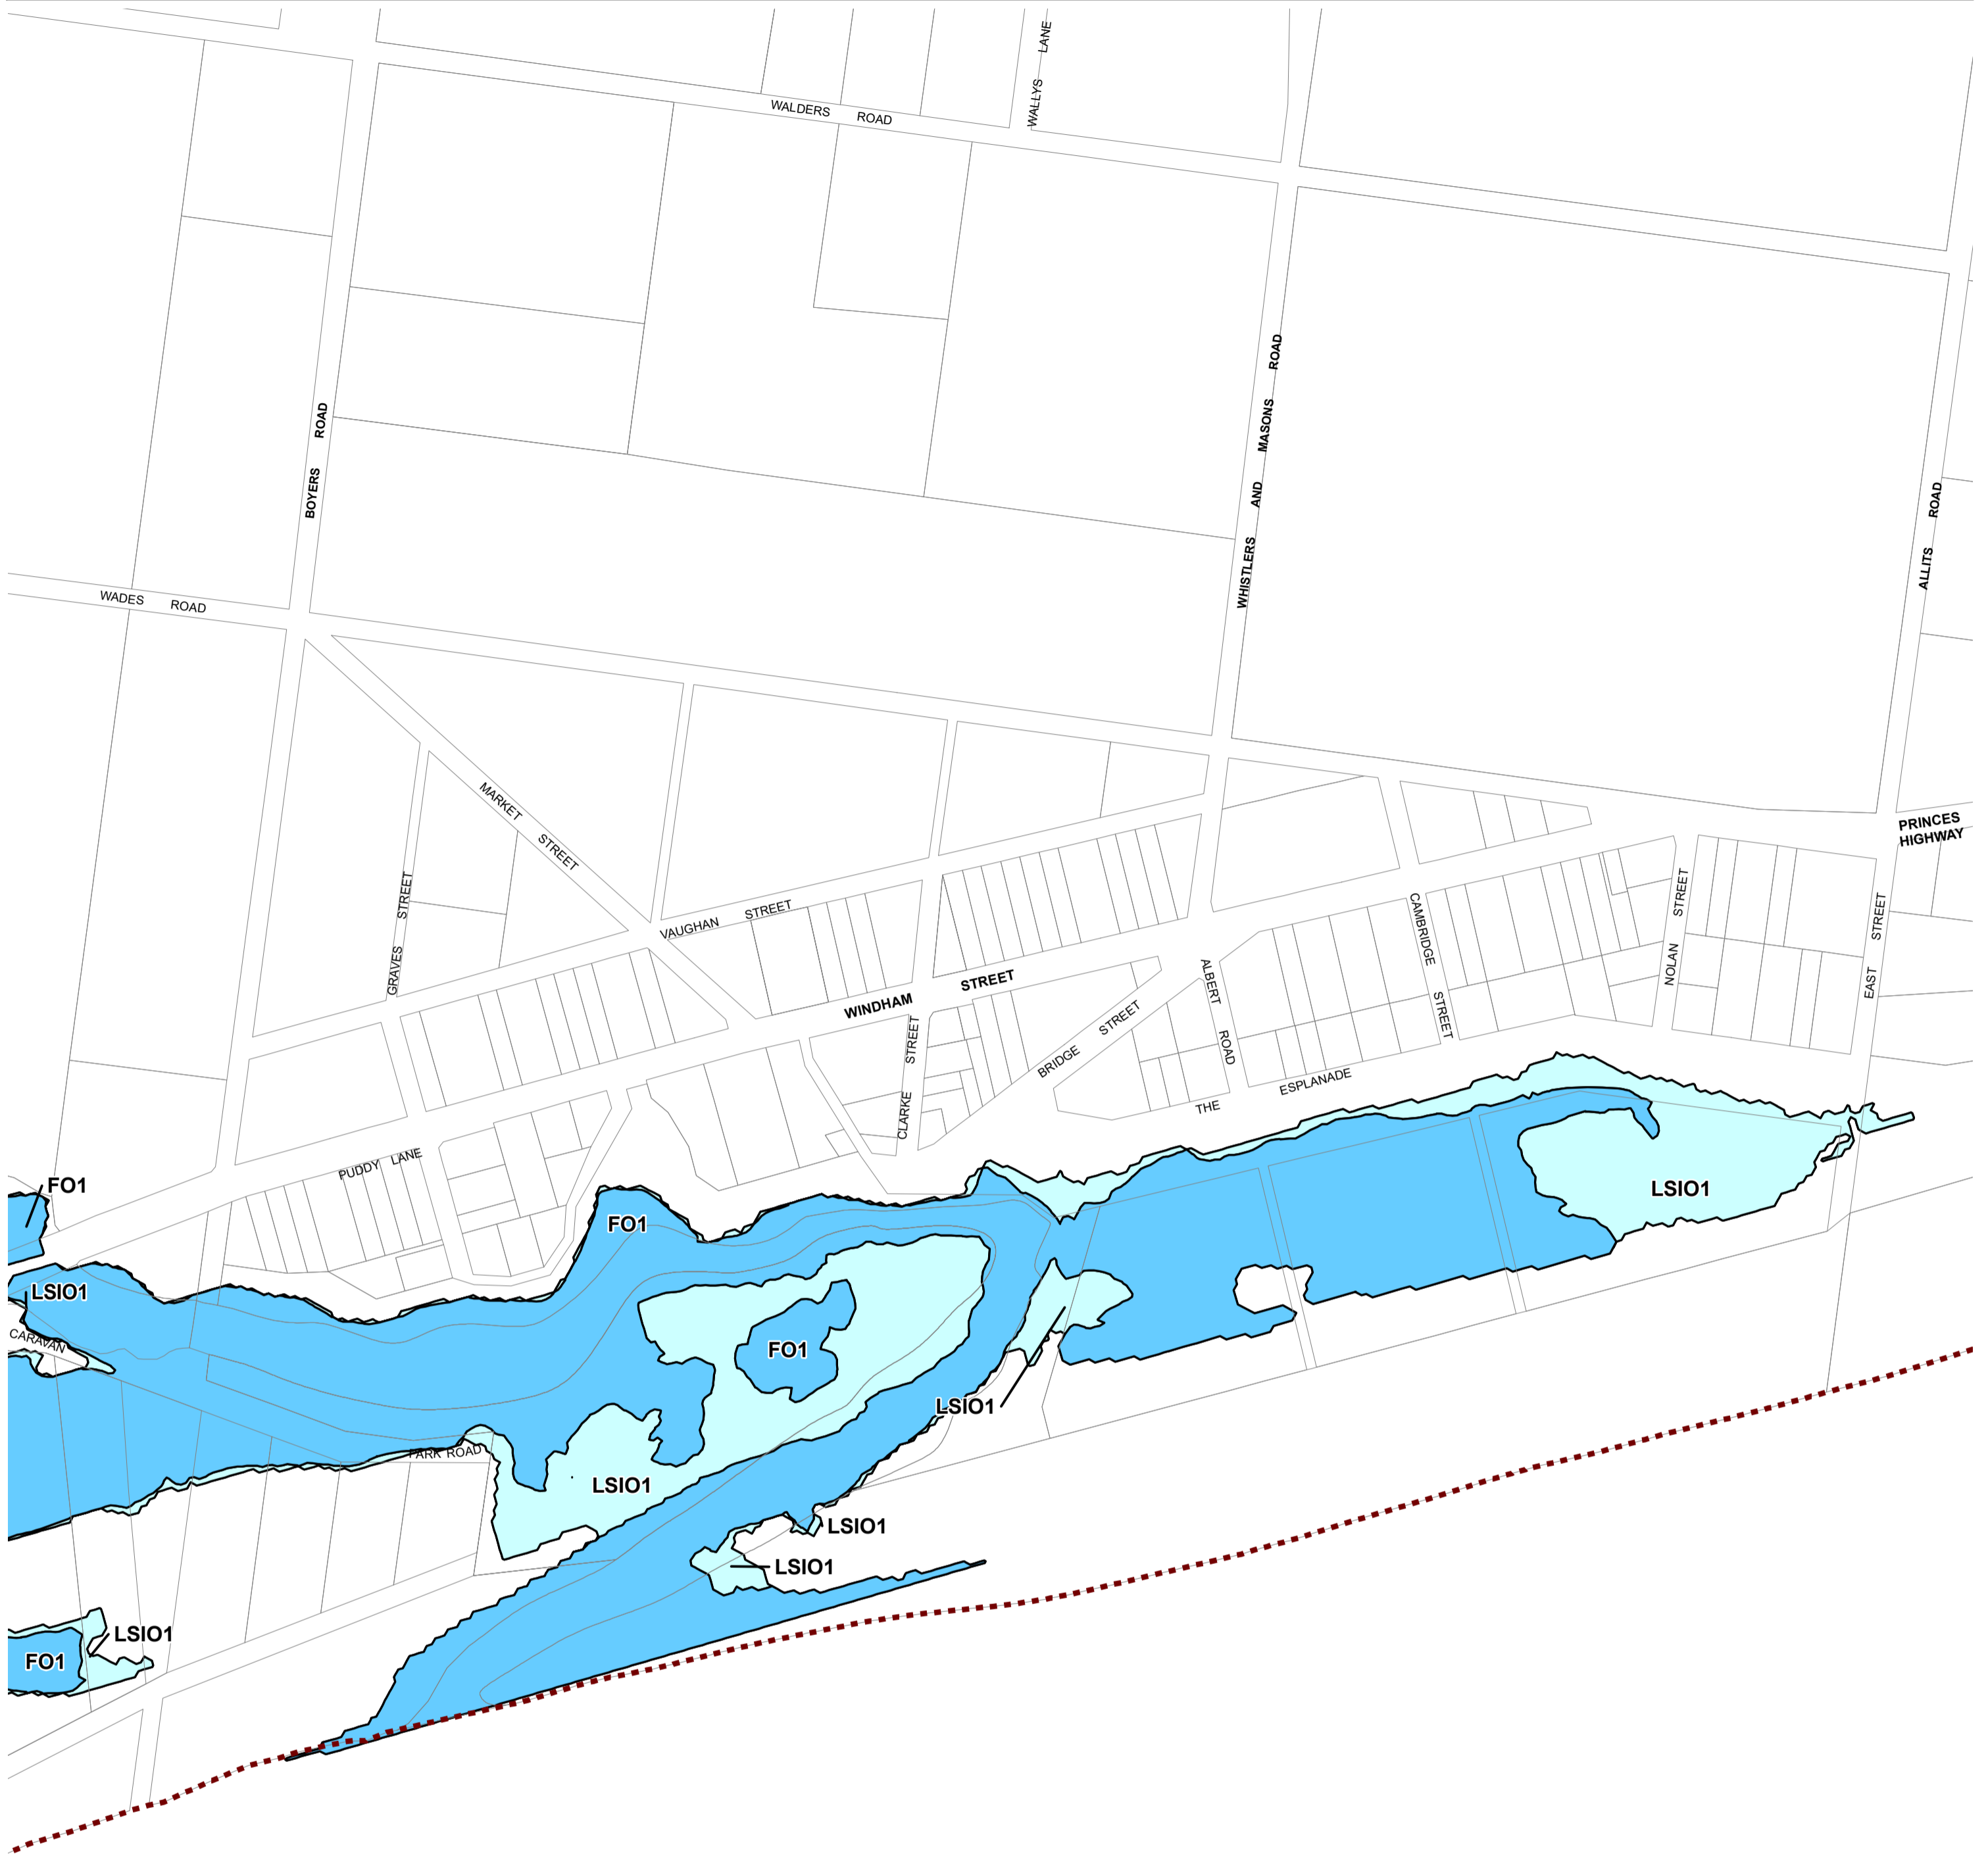 WALLYS LANE
WALDERS ROAD
WHISTLERS AND MASONS ROAD
BOYERS ROAD
ALLITS ROAD
WADES ROAD
MARKET STREET
PRINCES
HIGHWAY
GRAVES STREET
VAUGHAN STREET
CAMBRIDGE STREET
NOLAN STREET
EAST STREET
WINDHAM STREET
ALBERT ROAD
CLARKE STREET
BRIDGE STREET
THE ESPLANADE
PUDDY LANE
FO1
LSIO1
FO1
LSIO1
CARAVAN
FO1
LSIO1
PARK ROAD
LSIO1
LSIO1
LSIO1
LSIO1
FO1